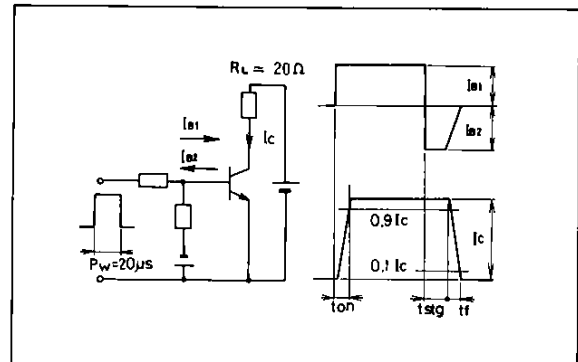 RL ≃ 20Ω
IB1
IB2
Ic
Pw=20μs
IB1
IB2
0,9 Ic
Ic
0,1 Ic
ton
tstg
tf